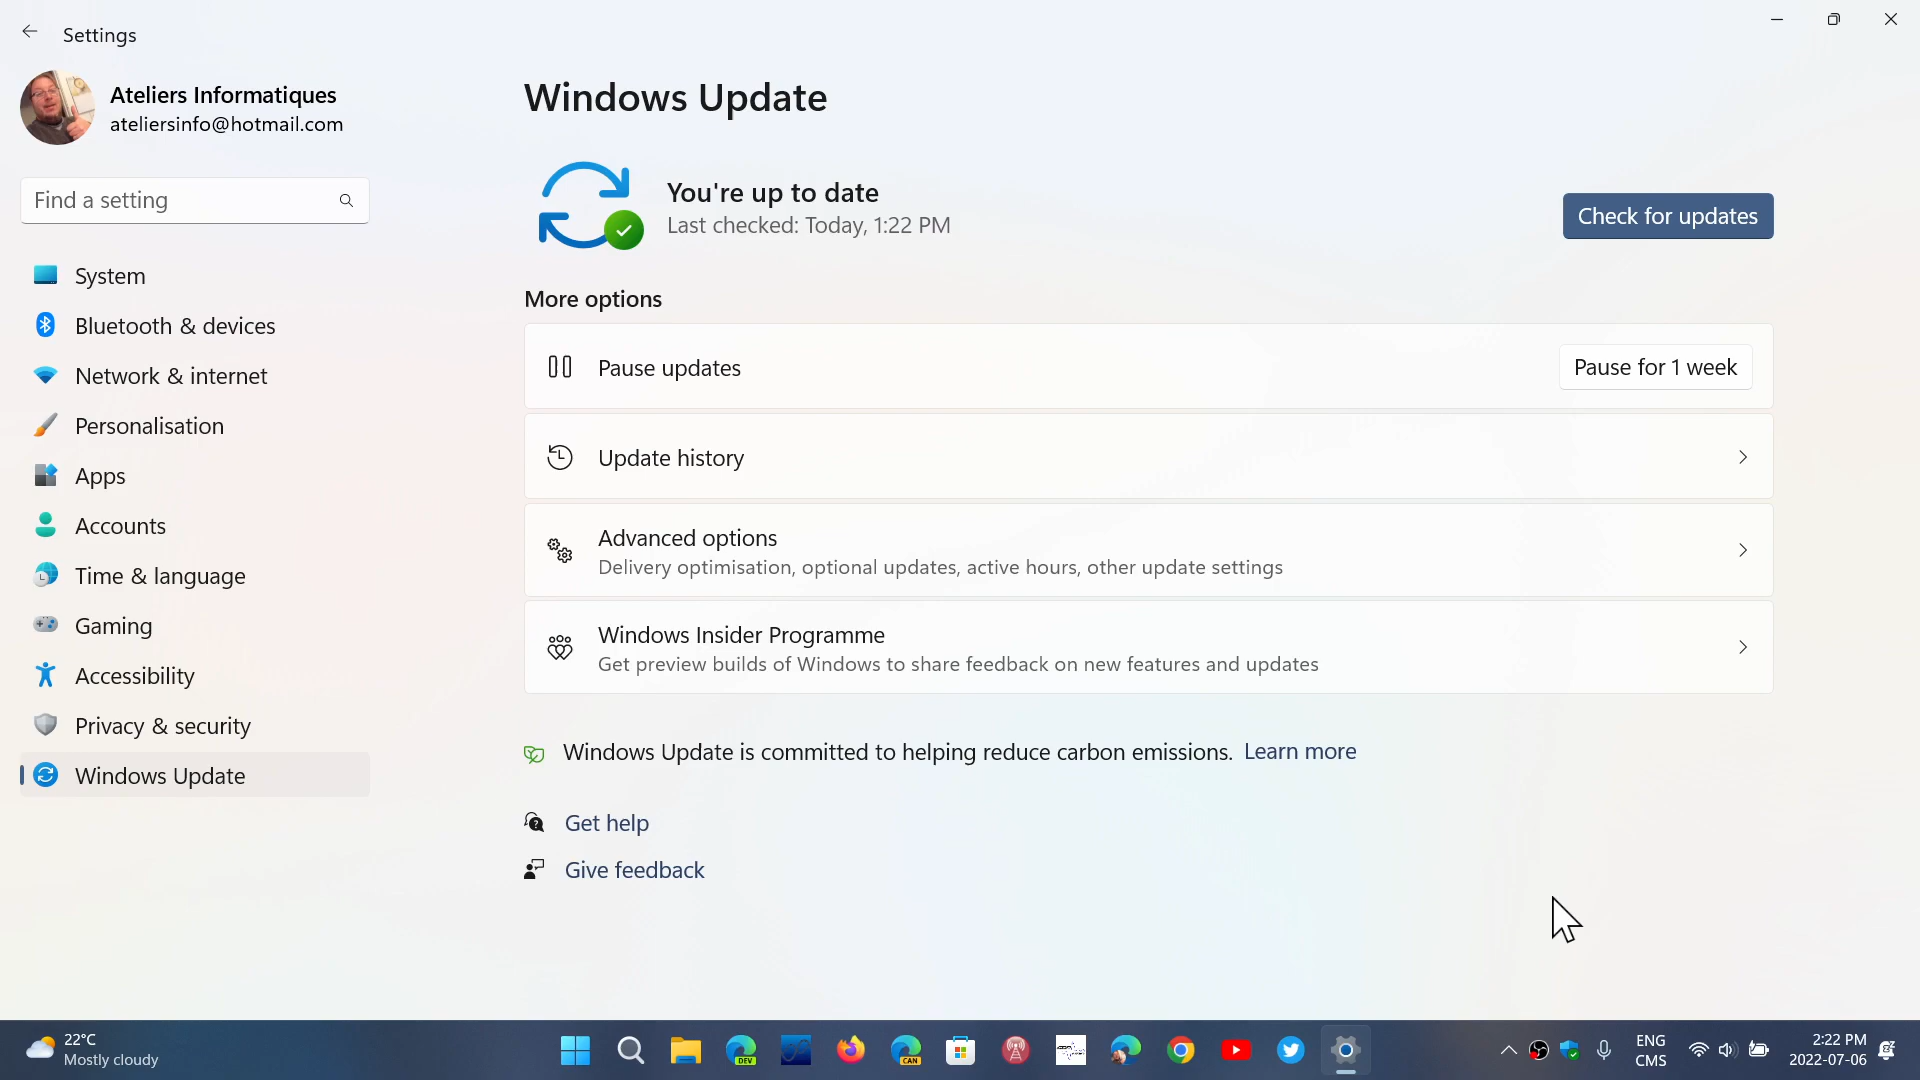 Settings
Ateliers Informatiques
ateliersinfo@hotmail.com
Find a setting
System
Bluetooth & devices
Network & internet
Personalisation
Apps
Accounts
Time & language
Gaming
Accessibility
Privacy & security
Windows Update
Windows Update
You're up to date
Last checked: Today, 1:22 PM
Check for updates
More options
Pause updates
Pause for 1 week
Update history
Advanced options
Delivery optimisation, optional updates, active hours, other update settings
Windows Insider Programme
Get preview builds of Windows to share feedback on new features and updates
Windows Update is committed to helping reduce carbon emissions. Learn more
Get help
Give feedback
22°C
Mostly cloudy
DEV
CAN
ENG
CMS
2:22 PM
2022-07-06